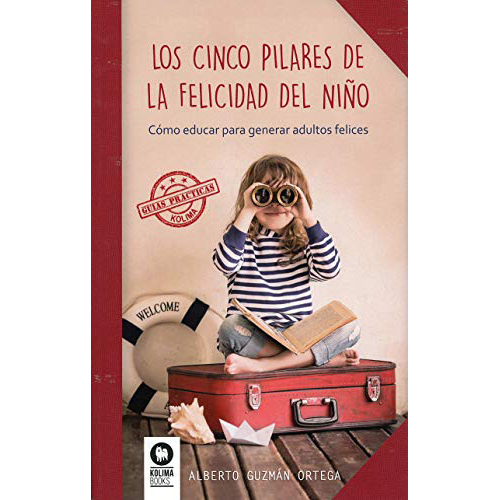 LOS CINCO PILARES DE
LA FELICIDAD DEL NIÑO
Cómo educar para generar adultos felices
GUIAS PRÁCTICAS
KOLIMA
WELCOME
A
KOLIMA
BOOKS
ALBERTO GUZMÁN ORTEGA